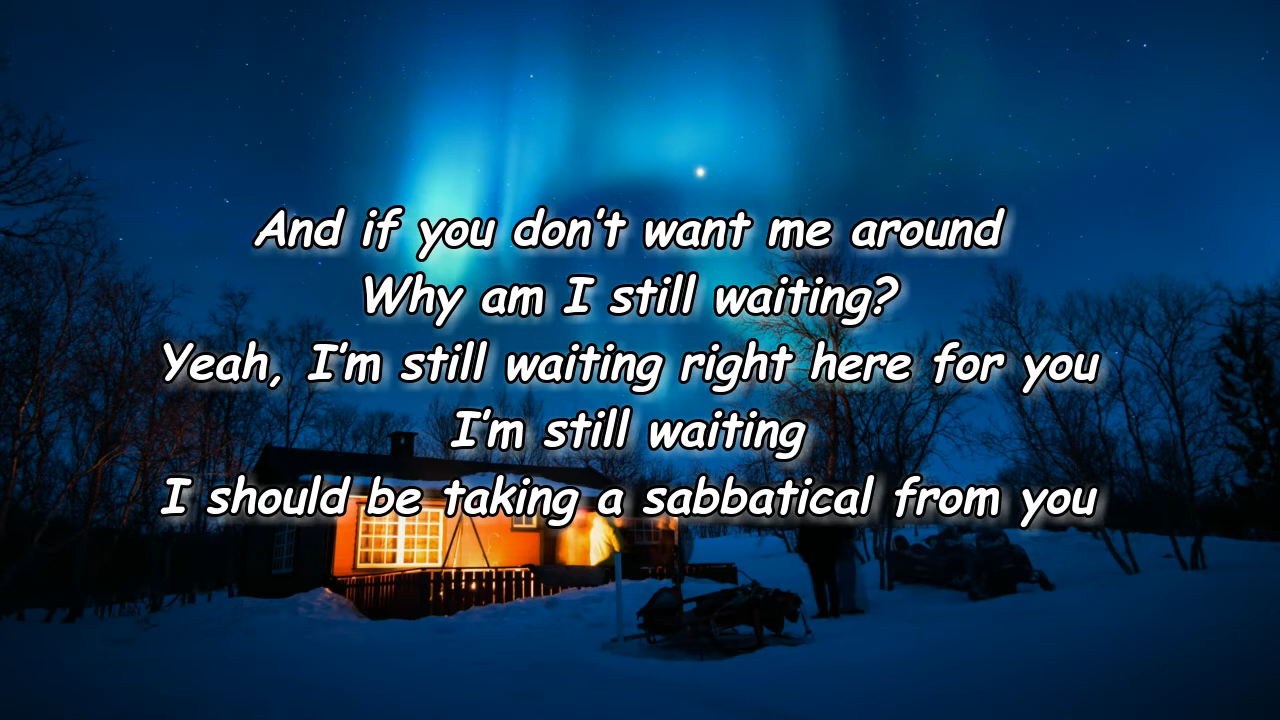 And if you don't want me around
Why am I still waiting?
Yeah, I'm still waiting right here for you
I'm still waiting
I should be taking a sabbatical from you